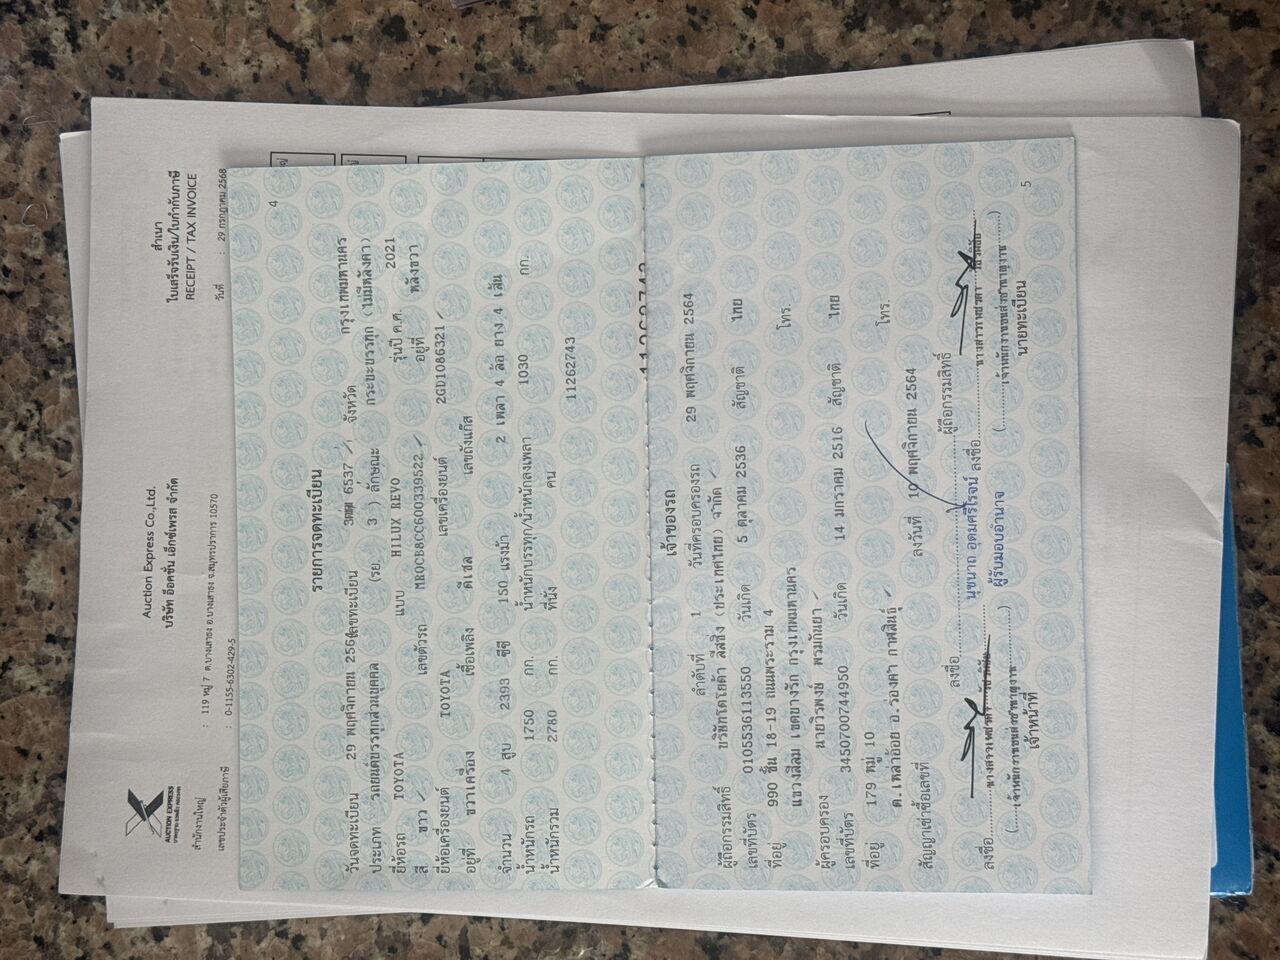 AUCTION EXPRESS
Auction Express Co.,Ltd.
บริษัท อ๊อคชั่น เอ็กซ์เพรส จำกัด
สำเนา
ใบเสร็จรับเงิน/ใบกำกับภาษี
RECEIPT / TAX INVOICE
สำนักงานใหญ่ : 119 หมู่ 7 ต.บางเสาธง อ.บางเสาธง จ.สมุทรปราการ 10570
เลขประจำตัวผู้เสียภาษี : 0-1155-6302-429-5
วันที่ : 29 กรกฎาคม 2568
4
รายการจดทะเบียน
วันจดทะเบียน 29 พฤศจิกายน 2564 เลขทะเบียน 6537 จังหวัด กรุงเทพมหานคร
ประเภท รถยนต์บรรทุกส่วนบุคคล (รย. 3 ) ลักษณะ กระบะบรรทุก (ไม่มีหลังคา)
ยี่ห้อรถ TOYOTA แบบ HILUX REVO รุ่นปี ค.ศ. 2021
สี ขาว เลขตัวรถ MR0CB8CC600339522 อยู่ที่ พลังขวา
ยี่ห้อเครื่องยนต์ TOYOTA เลขเครื่องยนต์ 2GD1086321
อยู่ที่ ขวาเครื่อง เชื้อเพลิง ดีเซล เลขถังแก๊ส
จำนวน 4 สูบ 2393 ซีซี 150 แรงม้า 2 เพลา 4 ล้อ ยาง 4 เส้น
น้ำหนักรถ 1750 กก. น้ำหนักบรรทุก/น้ำหนักลงเพลา 1030 กก.
น้ำหนักรวม 2780 กก. ที่นั่ง คน
11262743
11262743
เจ้าของรถ
ลำดับที่ 1 วันที่ครอบครองรถ 29 พฤศจิกายน 2564
ผู้ถือกรรมสิทธิ์ บริษัทโตโยต้า ลีสซิ่ง (ประเทศไทย) จำกัด
เลขที่บัตร 0105536113550 วันเกิด 5 ตุลาคม 2536 สัญชาติ ไทย
ที่อยู่ 990 ชั้น 18-19 ถนนพระราม 4
แขวงสีลม เขตบางรัก กรุงเทพมหานคร โทร.
ผู้ครอบครอง นายวิรพงษ์ พรมกันยา
เลขที่บัตร 3450700744950 วันเกิด 14 มกราคม 2516 สัญชาติ ไทย
ที่อยู่ 179 หมู่ 10
ต.เหล่าอ้อย อ.ร่องคำ กาฬสินธุ์ โทร.
สัญญาเช่าซื้อเลขที่ ลงวันที่ 10 พฤศจิกายน 2564
ลงชื่อ ผู้ถือกรรมสิทธิ์
นุขนาถ อุดมศรีโรจน์
ผู้รับมอบอำนาจ
ลงชื่อ
เจ้าหน้าที่
ลงชื่อ
นายทะเบียน
5